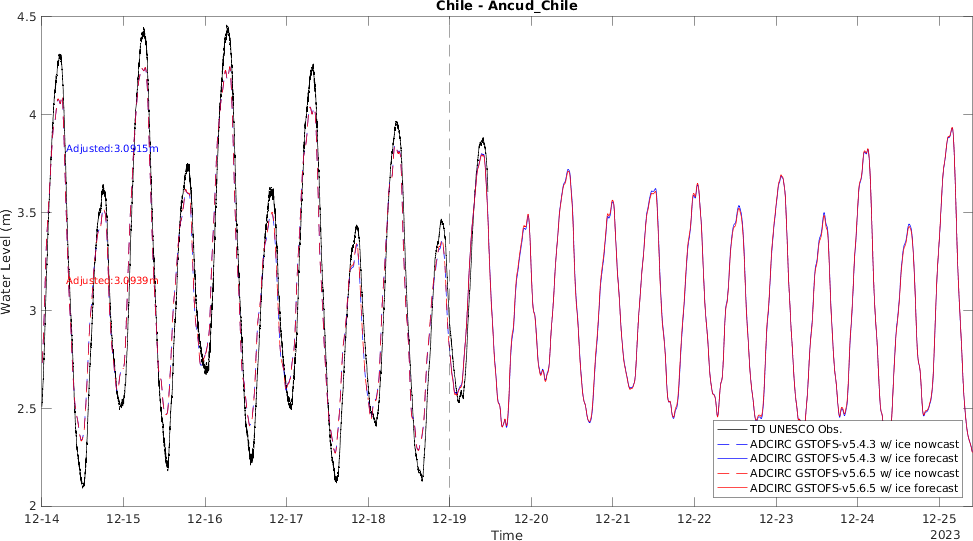 Chile - Ancud_Chile
Water Level (m)
4.5
4
3.5
3
2.5
2
Adjusted:3.0915m
Adjusted:3.0939m
TD UNESCO Obs.
ADCIRC GSTOFS-v5.4.3 w/ ice nowcast
ADCIRC GSTOFS-v5.4.3 w/ ice forecast
ADCIRC GSTOFS-v5.6.5 w/ ice nowcast
ADCIRC GSTOFS-v5.6.5 w/ ice forecast
12-14 12-15 12-16 12-17 12-18 12-19 12-20 12-21 12-22 12-23 12-24 12-25
2023
Time